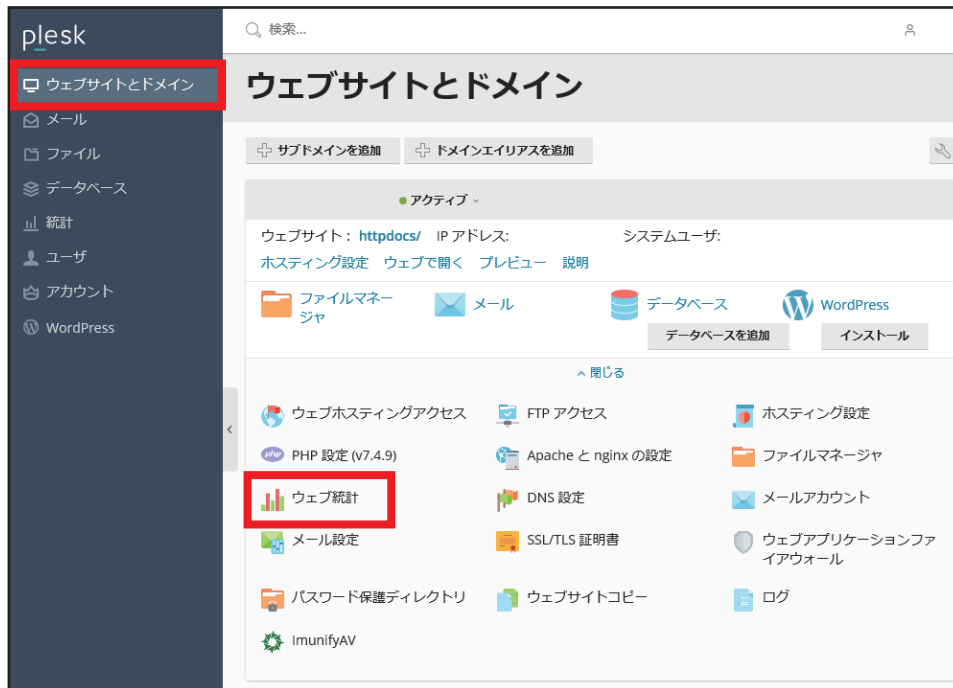 plesk
検索...
ウェブサイトとドメイン
メール
ファイル
データベース
統計
ユーザ
アカウント
WordPress
ウェブサイトとドメイン
サブドメインを追加 ドメインエイリアスを追加
アクティブ
ウェブサイト： httpdocs/ IP アドレス: システムユーザ:
ホスティング設定 ウェブで開く プレビュー 説明
ファイルマネー
ジャ
メール
データベース
WordPress
データベースを追加 インストール
閉じる
ウェブホスティングアクセス FTP アクセス ホスティング設定
PHP 設定 (v7.4.9) Apache と nginx の設定 ファイルマネージャ
ウェブ統計 DNS 設定 メールアカウント
メール設定 SSL/TLS 証明書 ウェブアプリケーションファ
イアウォール
パスワード保護ディレクトリ ウェブサイトコピー ログ
ImunifyAV